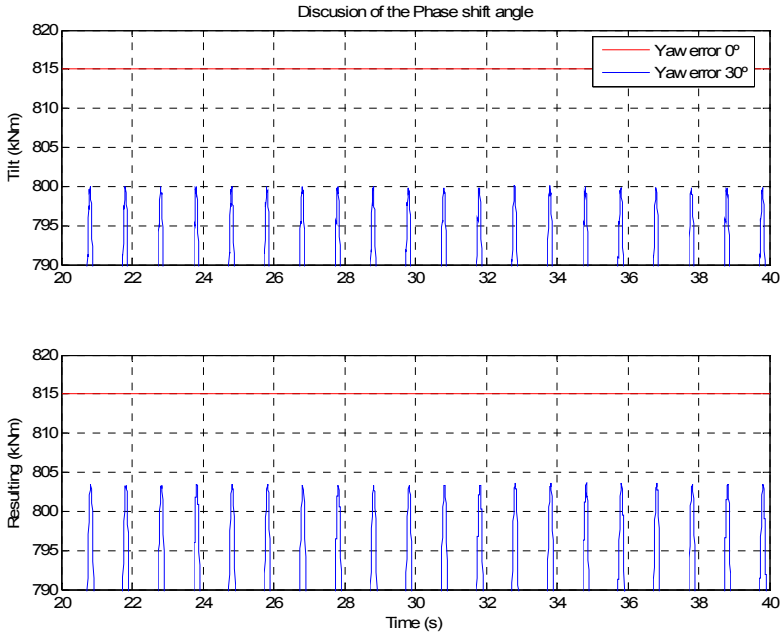 Discusion of the Phase shift angle
Yaw error 0º
Yaw error 30º
Tilt (kNm)
820
815
810
805
800
795
790
20 22 24 26 28 30 32 34 36 38 40
Resulting (kNm)
820
815
810
805
800
795
790
20 22 24 26 28 30 32 34 36 38 40
Time (s)